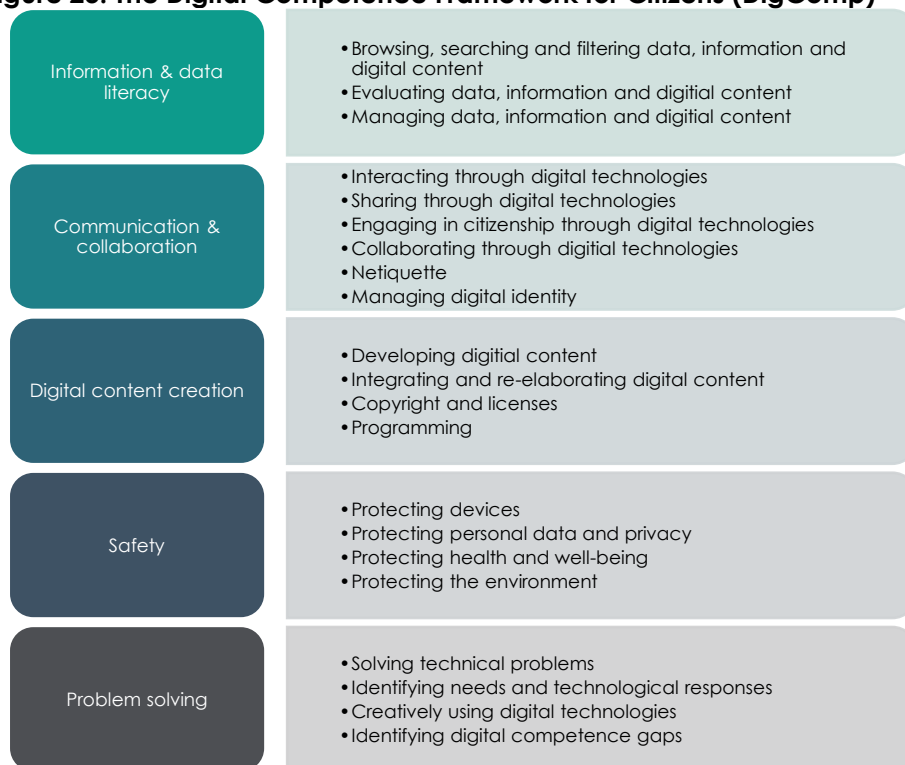 Figure 26: The Digital Competence Framework for Citizens (DigComp)
Information & data
literacy
•Browsing, searching and filtering data, information and
digital content
•Evaluating data, information and digitial content
•Managing data, information and digitial content
Communication &
collaboration
•Interacting through digital technologies
•Sharing through digital technologies
•Engaging in citizenship through digital technologies
•Collaborating through digitial technologies
•Netiquette
•Managing digital identity
Digital content creation
•Developing digitial content
•Integrating and re-elaborating digital content
•Copyright and licenses
•Programming
Safety
•Protecting devices
•Protecting personal data and privacy
•Protecting health and well-being
•Protecting the environment
Problem solving
•Solving technical problems
•Identifying needs and technological responses
•Creatively using digital technologies
•Identifying digital competence gaps